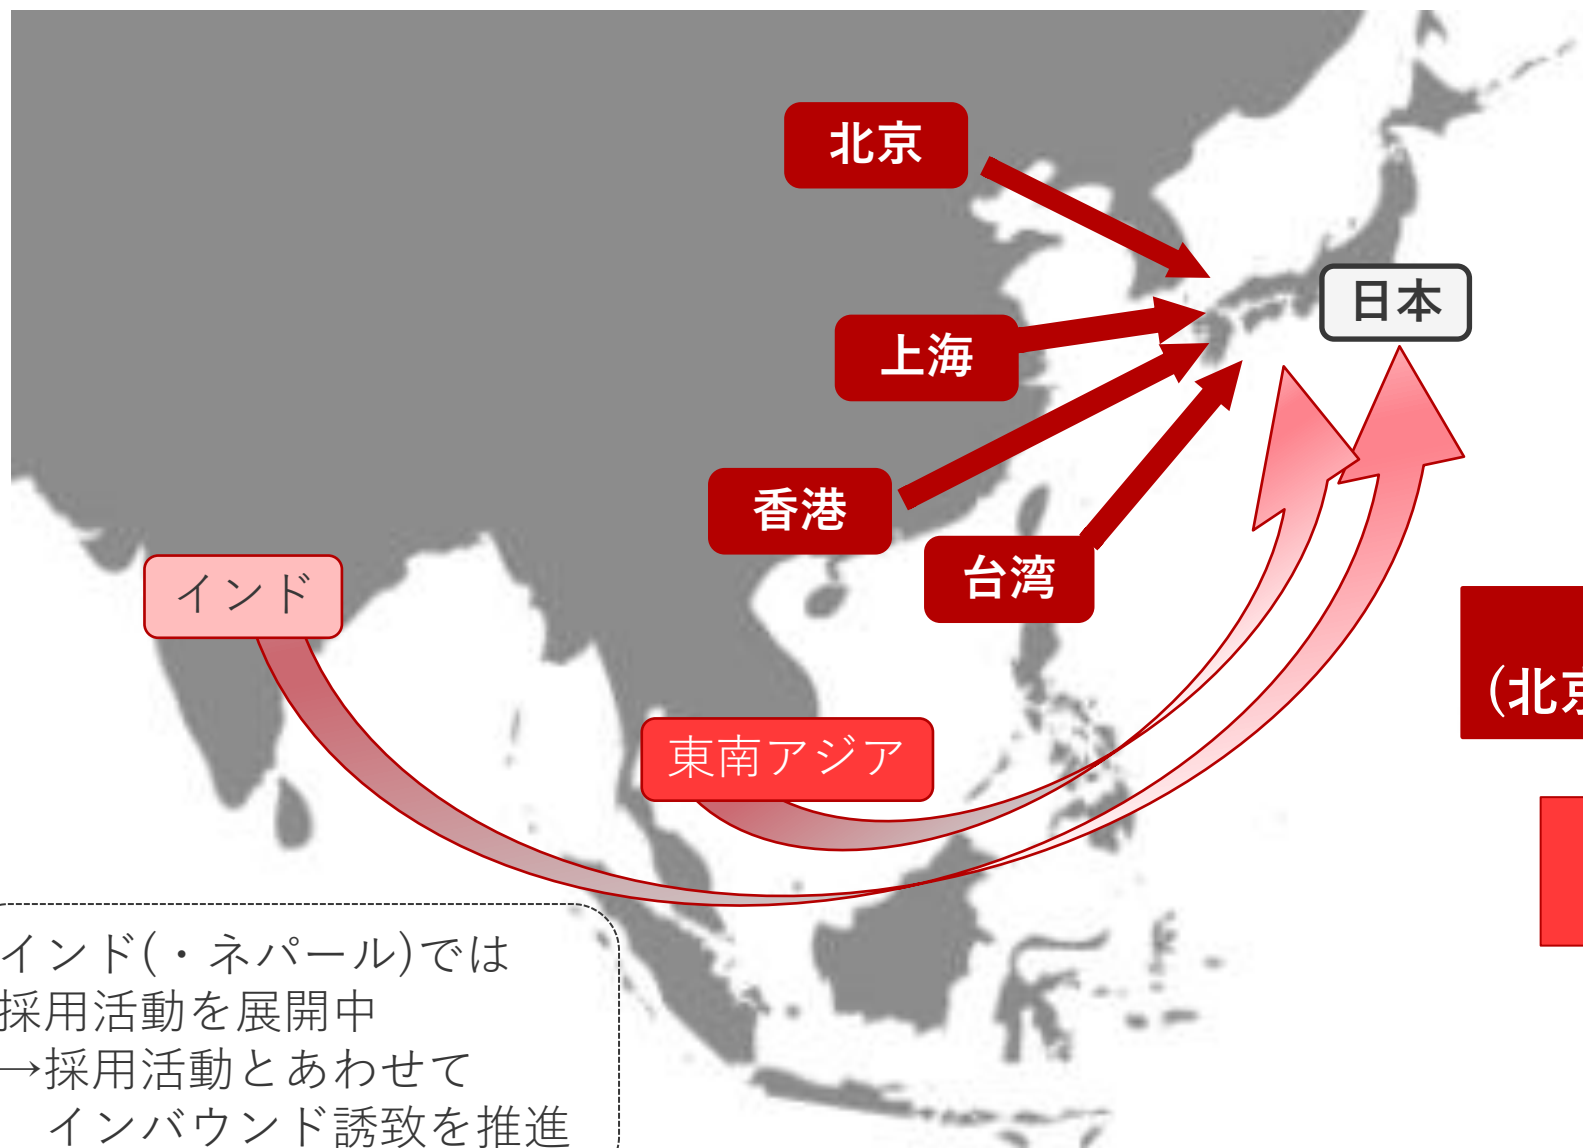 北京
日本
上海
香港
台湾
インド
(北京
東南アジア
インド(・ネパール)では
採用活動を展開中
→採用活動とあわせて
インバウンド誘致を推進